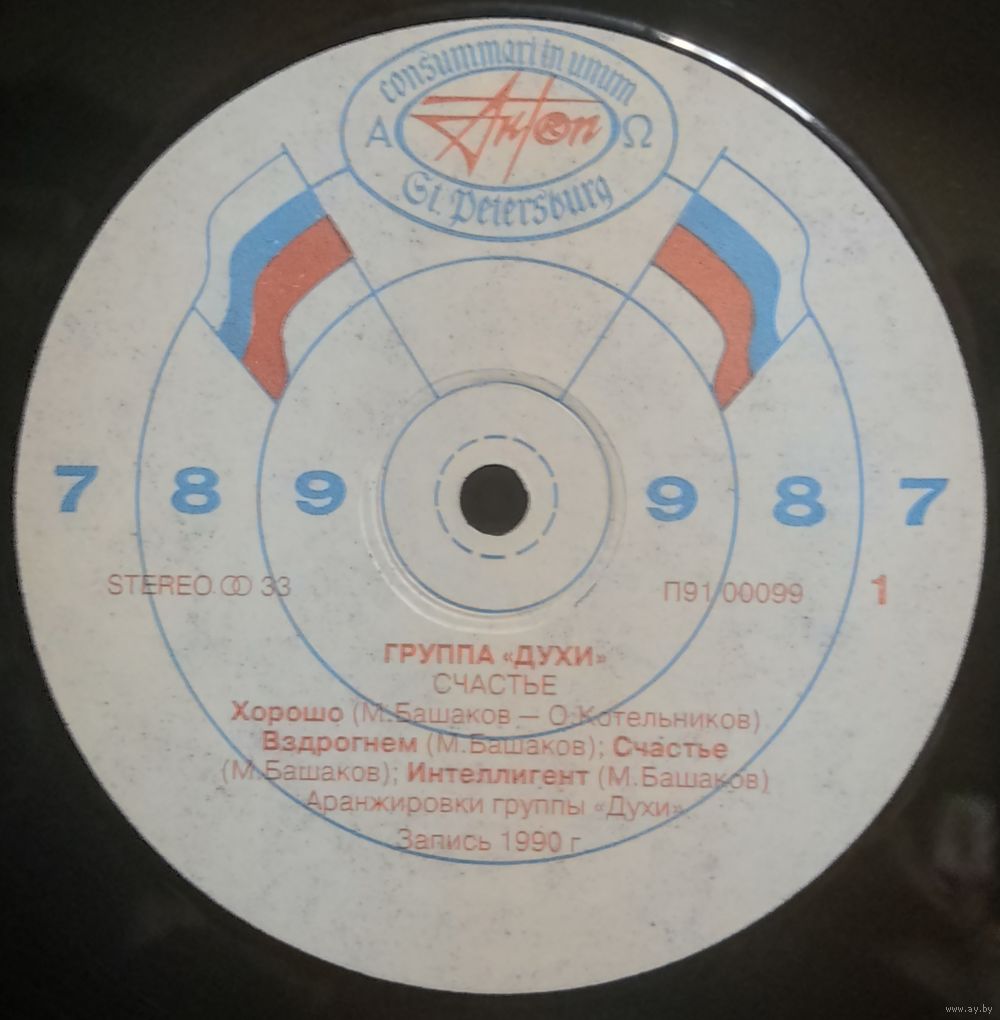 consummari in unum
А АнТроп Ω
St. Petersburg
7 8 9 9 8 7
STEREO 33 П91 00099 1
ГРУППА «ДУХИ»
СЧАСТЬЕ
Хорошо (М.Башаков – О.Котельников)
Вздрогнем (М.Башаков); Счастье
(М.Башаков); Интеллигент (М.Башаков)
Аранжировки группы «Духи»
Запись 1990 г.
www.ay.by